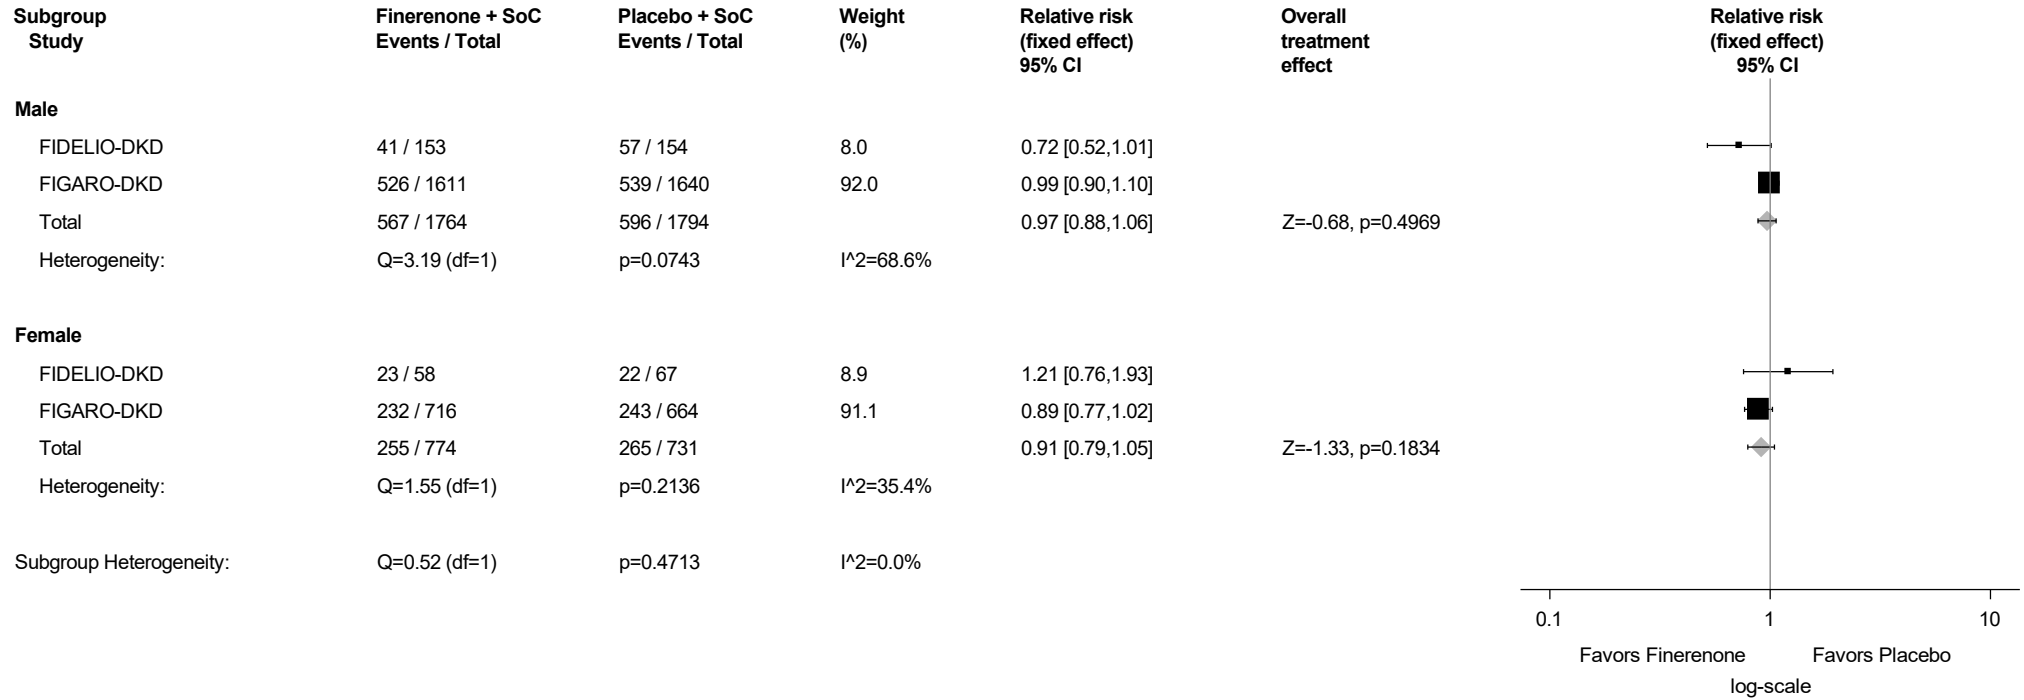 Subgroup Finerenone + SoC Placebo + SoC Weight Relative risk Overall Relative risk
Study Events / Total Events / Total (%) (fixed effect) treatment (fixed effect)
95% CI effect 95% CI
Male
FIDELIO-DKD 41 / 153 57 / 154 8.0 0.72 [0.52,1.01]
FIGARO-DKD 526 / 1611 539 / 1640 92.0 0.99 [0.90,1.10]
Total 567 / 1764 596 / 1794 0.97 [0.88,1.06] Z=-0.68, p=0.4969
Heterogeneity: Q=3.19 (df=1) p=0.0743 I^2=68.6%
Female
FIDELIO-DKD 23 / 58 22 / 67 8.9 1.21 [0.76,1.93]
FIGARO-DKD 232 / 716 243 / 664 91.1 0.89 [0.77,1.02]
Total 255 / 774 265 / 731 0.91 [0.79,1.05] Z=-1.33, p=0.1834
Heterogeneity: Q=1.55 (df=1) p=0.2136 I^2=35.4%
Subgroup Heterogeneity: Q=0.52 (df=1) p=0.4713 I^2=0.0%
0.1 1 10
Favors Finerenone Favors Placebo
log-scale